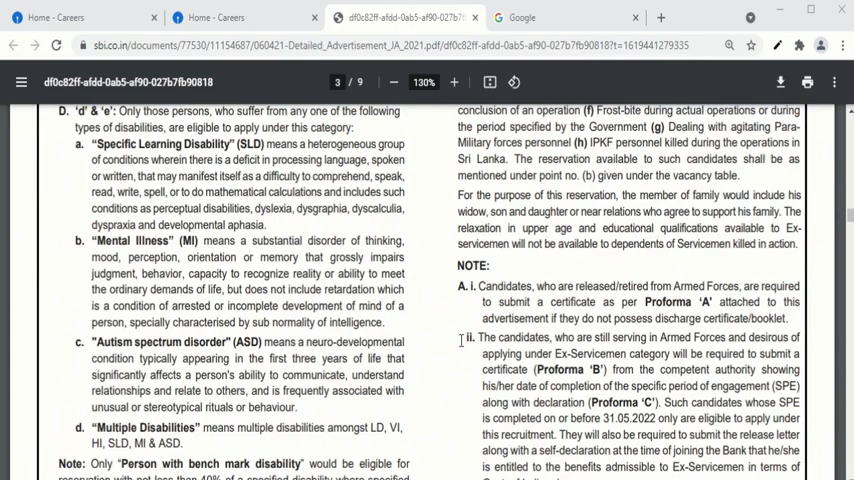 Home - Careers
Home - Careers
df0c82ff-afdd-0ab5-af90-027b7fb
Google
sbi.co.in/documents/77530/11154687/060421-Detailed_Advertisement_JA_2021.pdf/df0c82ff-afdd-0ab5-af90-027b7fb90818?t=1619441279335
df0c82ff-afdd-0ab5-af90-027b7fb90818
3 / 9
130%
D. ‘d’ & ‘e’: Only those persons, who suffer from any one of the following
types of disabilities, are eligible to apply under this category:
a. “Specific Learning Disability” (SLD) means a heterogeneous group
of conditions wherein there is a deficit in processing language, spoken
or written, that may manifest itself as a difficulty to comprehend, speak,
read, write, spell, or to do mathematical calculations and includes such
conditions as perceptual disabilities, dyslexia, dysgraphia, dyscalculia,
dyspraxia and developmental aphasia.
b. “Mental Illness” (MI) means a substantial disorder of thinking,
mood, perception, orientation or memory that grossly impairs
judgment, behavior, capacity to recognize reality or ability to meet
the ordinary demands of life, but does not include retardation which
is a condition of arrested or incomplete development of mind of a
person, specially characterised by sub normality of intelligence.
c. "Autism spectrum disorder" (ASD) means a neuro-developmental
condition typically appearing in the first three years of life that
significantly affects a person's ability to communicate, understand
relationships and relate to others, and is frequently associated with
unusual or stereotypical rituals or behaviour.
d. “Multiple Disabilities” means multiple disabilities amongst LD, VI,
HI, SLD, MI & ASD.
Note: Only “Person with bench mark disability” would be eligible for
reservation with not less than 40% of a specified disability where specified
conclusion of an operation (f) Frost-bite during actual operations or during
the period specified by the Government (g) Dealing with agitating Para-
Military forces personnel (h) IPKF personnel killed during the operations in
Sri Lanka. The reservation available to such candidates shall be as
mentioned under point no. (b) given under the vacancy table.
For the purpose of this reservation, the member of family would include his
widow, son and daughter or near relations who agree to support his family. The
relaxation in upper age and educational qualifications available to Ex-
servicemen will not be available to dependents of Servicemen killed in action.
NOTE:
A. i. Candidates, who are released/retired from Armed Forces, are required
to submit a certificate as per Proforma ‘A’ attached to this
advertisement if they do not possess discharge certificate/booklet.
ii. The candidates, who are still serving in Armed Forces and desirous of
applying under Ex-Servicemen category will be required to submit a
certificate (Proforma ‘B’) from the competent authority showing
his/her date of completion of the specific period of engagement (SPE)
along with declaration (Proforma ‘C’). Such candidates whose SPE
is completed on or before 31.05.2022 only are eligible to apply under
this recruitment. They will also be required to submit the release letter
along with a self-declaration at the time of joining the Bank that he/she
is entitled to the benefits admissible to Ex-Servicemen in terms of